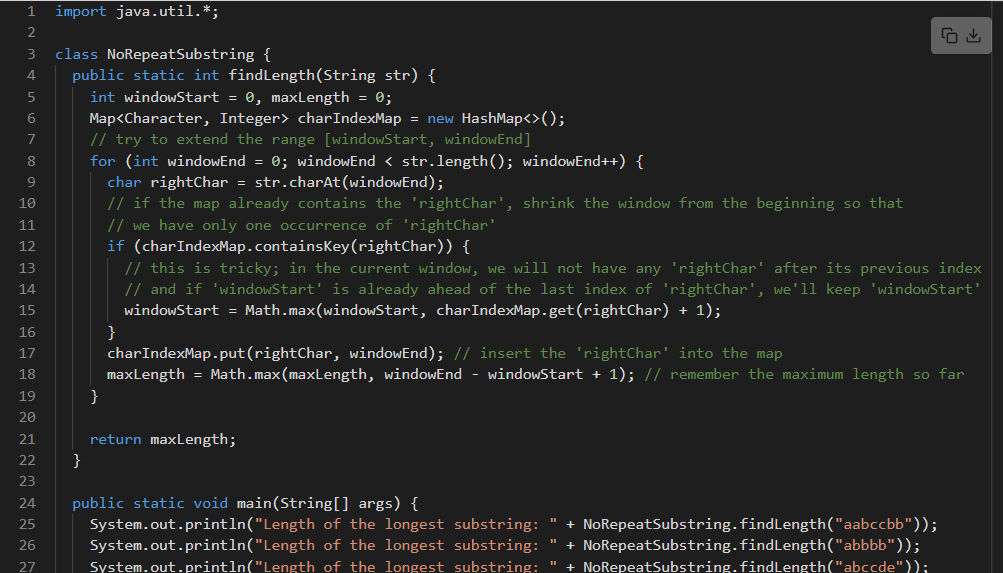 1 import java.util.*;
2
3 class NoRepeatSubstring {
4 public static int findLength(String str) {
5 int windowStart = 0, maxLength = 0;
6 Map<Character, Integer> charIndexMap = new HashMap<>();
7 // try to extend the range [windowStart, windowEnd]
8 for (int windowEnd = 0; windowEnd < str.length(); windowEnd++) {
9 char rightChar = str.charAt(windowEnd);
10 // if the map already contains the 'rightChar', shrink the window from the beginning so that
11 // we have only one occurrence of 'rightChar'
12 if (charIndexMap.containsKey(rightChar)) {
13 // this is tricky; in the current window, we will not have any 'rightChar' after its previous index
14 // and if 'windowStart' is already ahead of the last index of 'rightChar', we'll keep 'windowStart'
15 windowStart = Math.max(windowStart, charIndexMap.get(rightChar) + 1);
16 }
17 charIndexMap.put(rightChar, windowEnd); // insert the 'rightChar' into the map
18 maxLength = Math.max(maxLength, windowEnd - windowStart + 1); // remember the maximum length so far
19 }
20
21 return maxLength;
22 }
23
24 public static void main(String[] args) {
25 System.out.println("Length of the longest substring: " + NoRepeatSubstring.findLength("aabccbb"));
26 System.out.println("Length of the longest substring: " + NoRepeatSubstring.findLength("abbbb"));
27 System.out.println("Length of the longest substring: " + NoRepeatSubstring.findLength("abccde"));